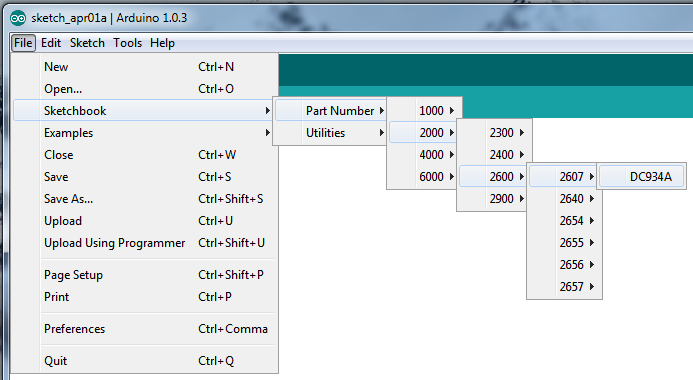 sketch_apr01a | Arduino 1.0.3
File Edit Sketch Tools Help
New Ctrl+N
Open... Ctrl+O
Sketchbook
Examples
Close Ctrl+W
Save Ctrl+S
Save As... Ctrl+Shift+S
Upload Ctrl+U
Upload Using Programmer Ctrl+Shift+U
Page Setup Ctrl+Shift+P
Print Ctrl+P
Preferences Ctrl+Comma
Quit Ctrl+Q
Part Number
Utilities
1000
2000
4000
6000
2300
2400
2600
2900
2607
2640
2654
2655
2656
2657
DC934A